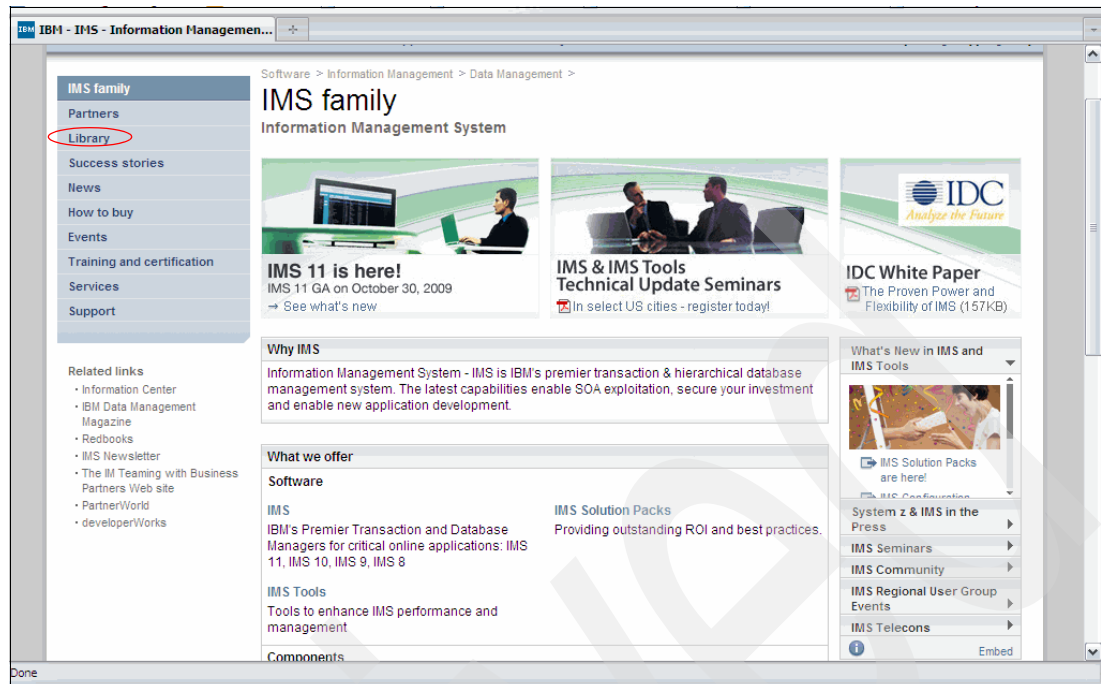 IBM IBM - IMS - Information Managemen...
IMS family
Partners
Library
Success stories
News
How to buy
Events
Training and certification
Services
Support
Related links
• Information Center
• IBM Data Management
Magazine
• Redbooks
• IMS Newsletter
• The IM Teaming with Business
Partners Web site
• PartnerWorld
• developerWorks
Software > Information Management > Data Management >
IMS family
Information Management System
IMS 11 is here!
IMS 11 GA on October 30, 2009
→ See what's new
IMS & IMS Tools
Technical Update Seminars
In select US cities - register today!
IDC
Analyze the Future
IDC White Paper
The Proven Power and
Flexibility of IMS (157KB)
Why IMS
Information Management System - IMS is IBM's premier transaction & hierarchical database
management system. The latest capabilities enable SOA exploitation, secure your investment
and enable new application development.
What we offer
Software
IMS
IBM's Premier Transaction and Database
Managers for critical online applications: IMS
11, IMS 10, IMS 9, IMS 8
IMS Solution Packs
Providing outstanding ROI and best practices.
IMS Tools
Tools to enhance IMS performance and
management
Components
What's New in IMS and
IMS Tools
IMS Solution Packs
are here!
IMS Configuration
System z & IMS in the
Press
IMS Seminars
IMS Community
IMS Regional User Group
Events
IMS Telecons
Embed
Done